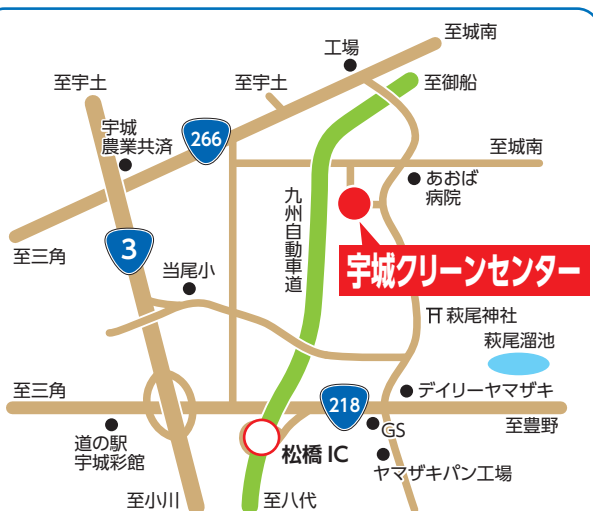 至城南
工場
至宇土
至宇土
至御船
宇城
農業共済
266
至城南
あおば
病院
九州自動車道
3
至三角
当尾小
宇城クリーンセンター
萩尾神社
萩尾溜池
至三角
218
デイリーヤマザキ
至豊野
GS
道の駅
宇城彩館
松橋 IC
ヤマザキパン工場
至小川
至八代